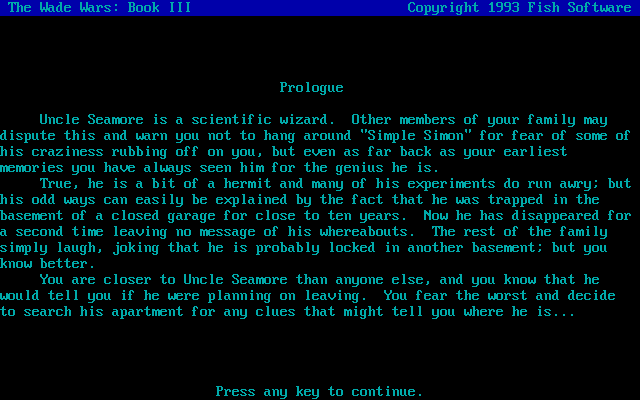 The Wade Wars: Book III
Copyright 1993 Fish Software
Prologue
Uncle Seamore is a scientific wizard.  Other members of your family may
dispute this and warn you not to hang around "Simple Simon" for fear of some of
his craziness rubbing off on you, but even as far back as your earliest
memories you have always seen him for the genius he is.
True, he is a bit of a hermit and many of his experiments do run awry; but
his odd ways can easily be explained by the fact that he was trapped in the
basement of a closed garage for close to ten years.  Now he has disappeared for
a second time leaving no message of his whereabouts.  The rest of the family
simply laugh, joking that he is probably locked in another basement; but you
know better.
You are closer to Uncle Seamore than anyone else, and you know that he
would tell you if he were planning on leaving.  You fear the worst and decide
to search his apartment for any clues that might tell you where he is...
Press any key to continue.